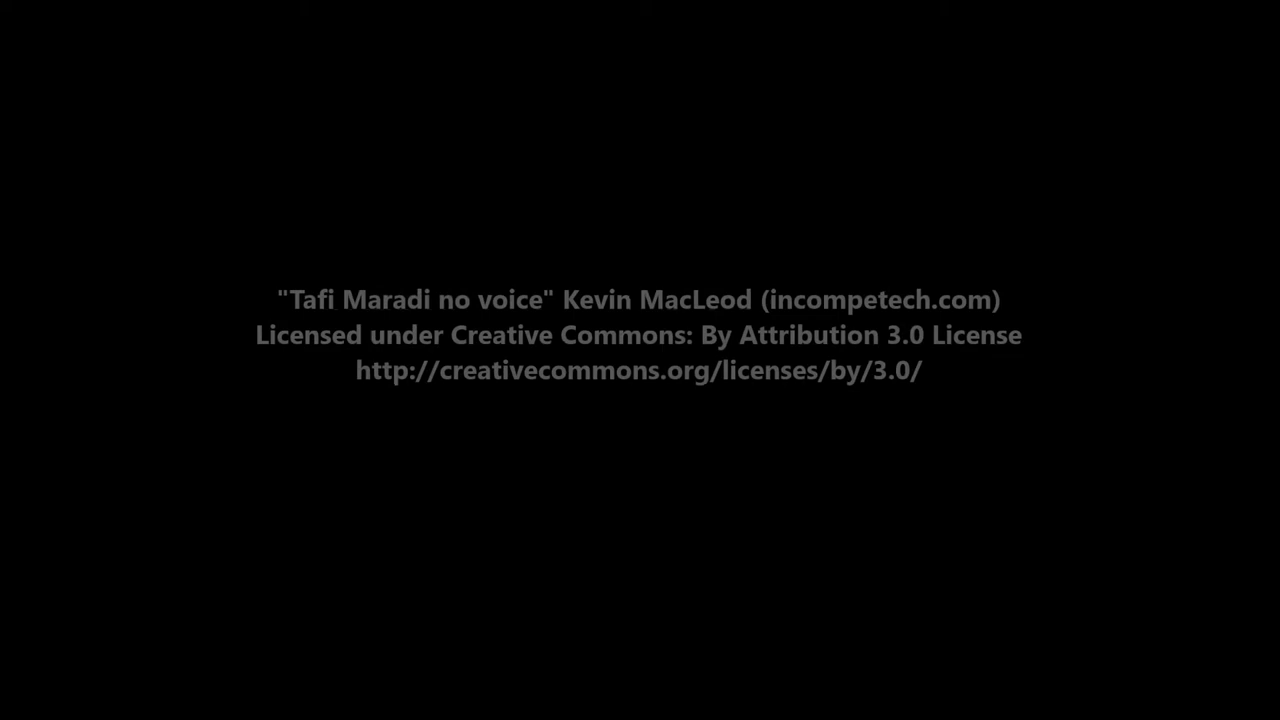 "Tafi Maradi no voice" Kevin MacLeod (incompetech.com)
Licensed under Creative Commons: By Attribution 3.0 License
http://creativecommons.org/licenses/by/3.0/